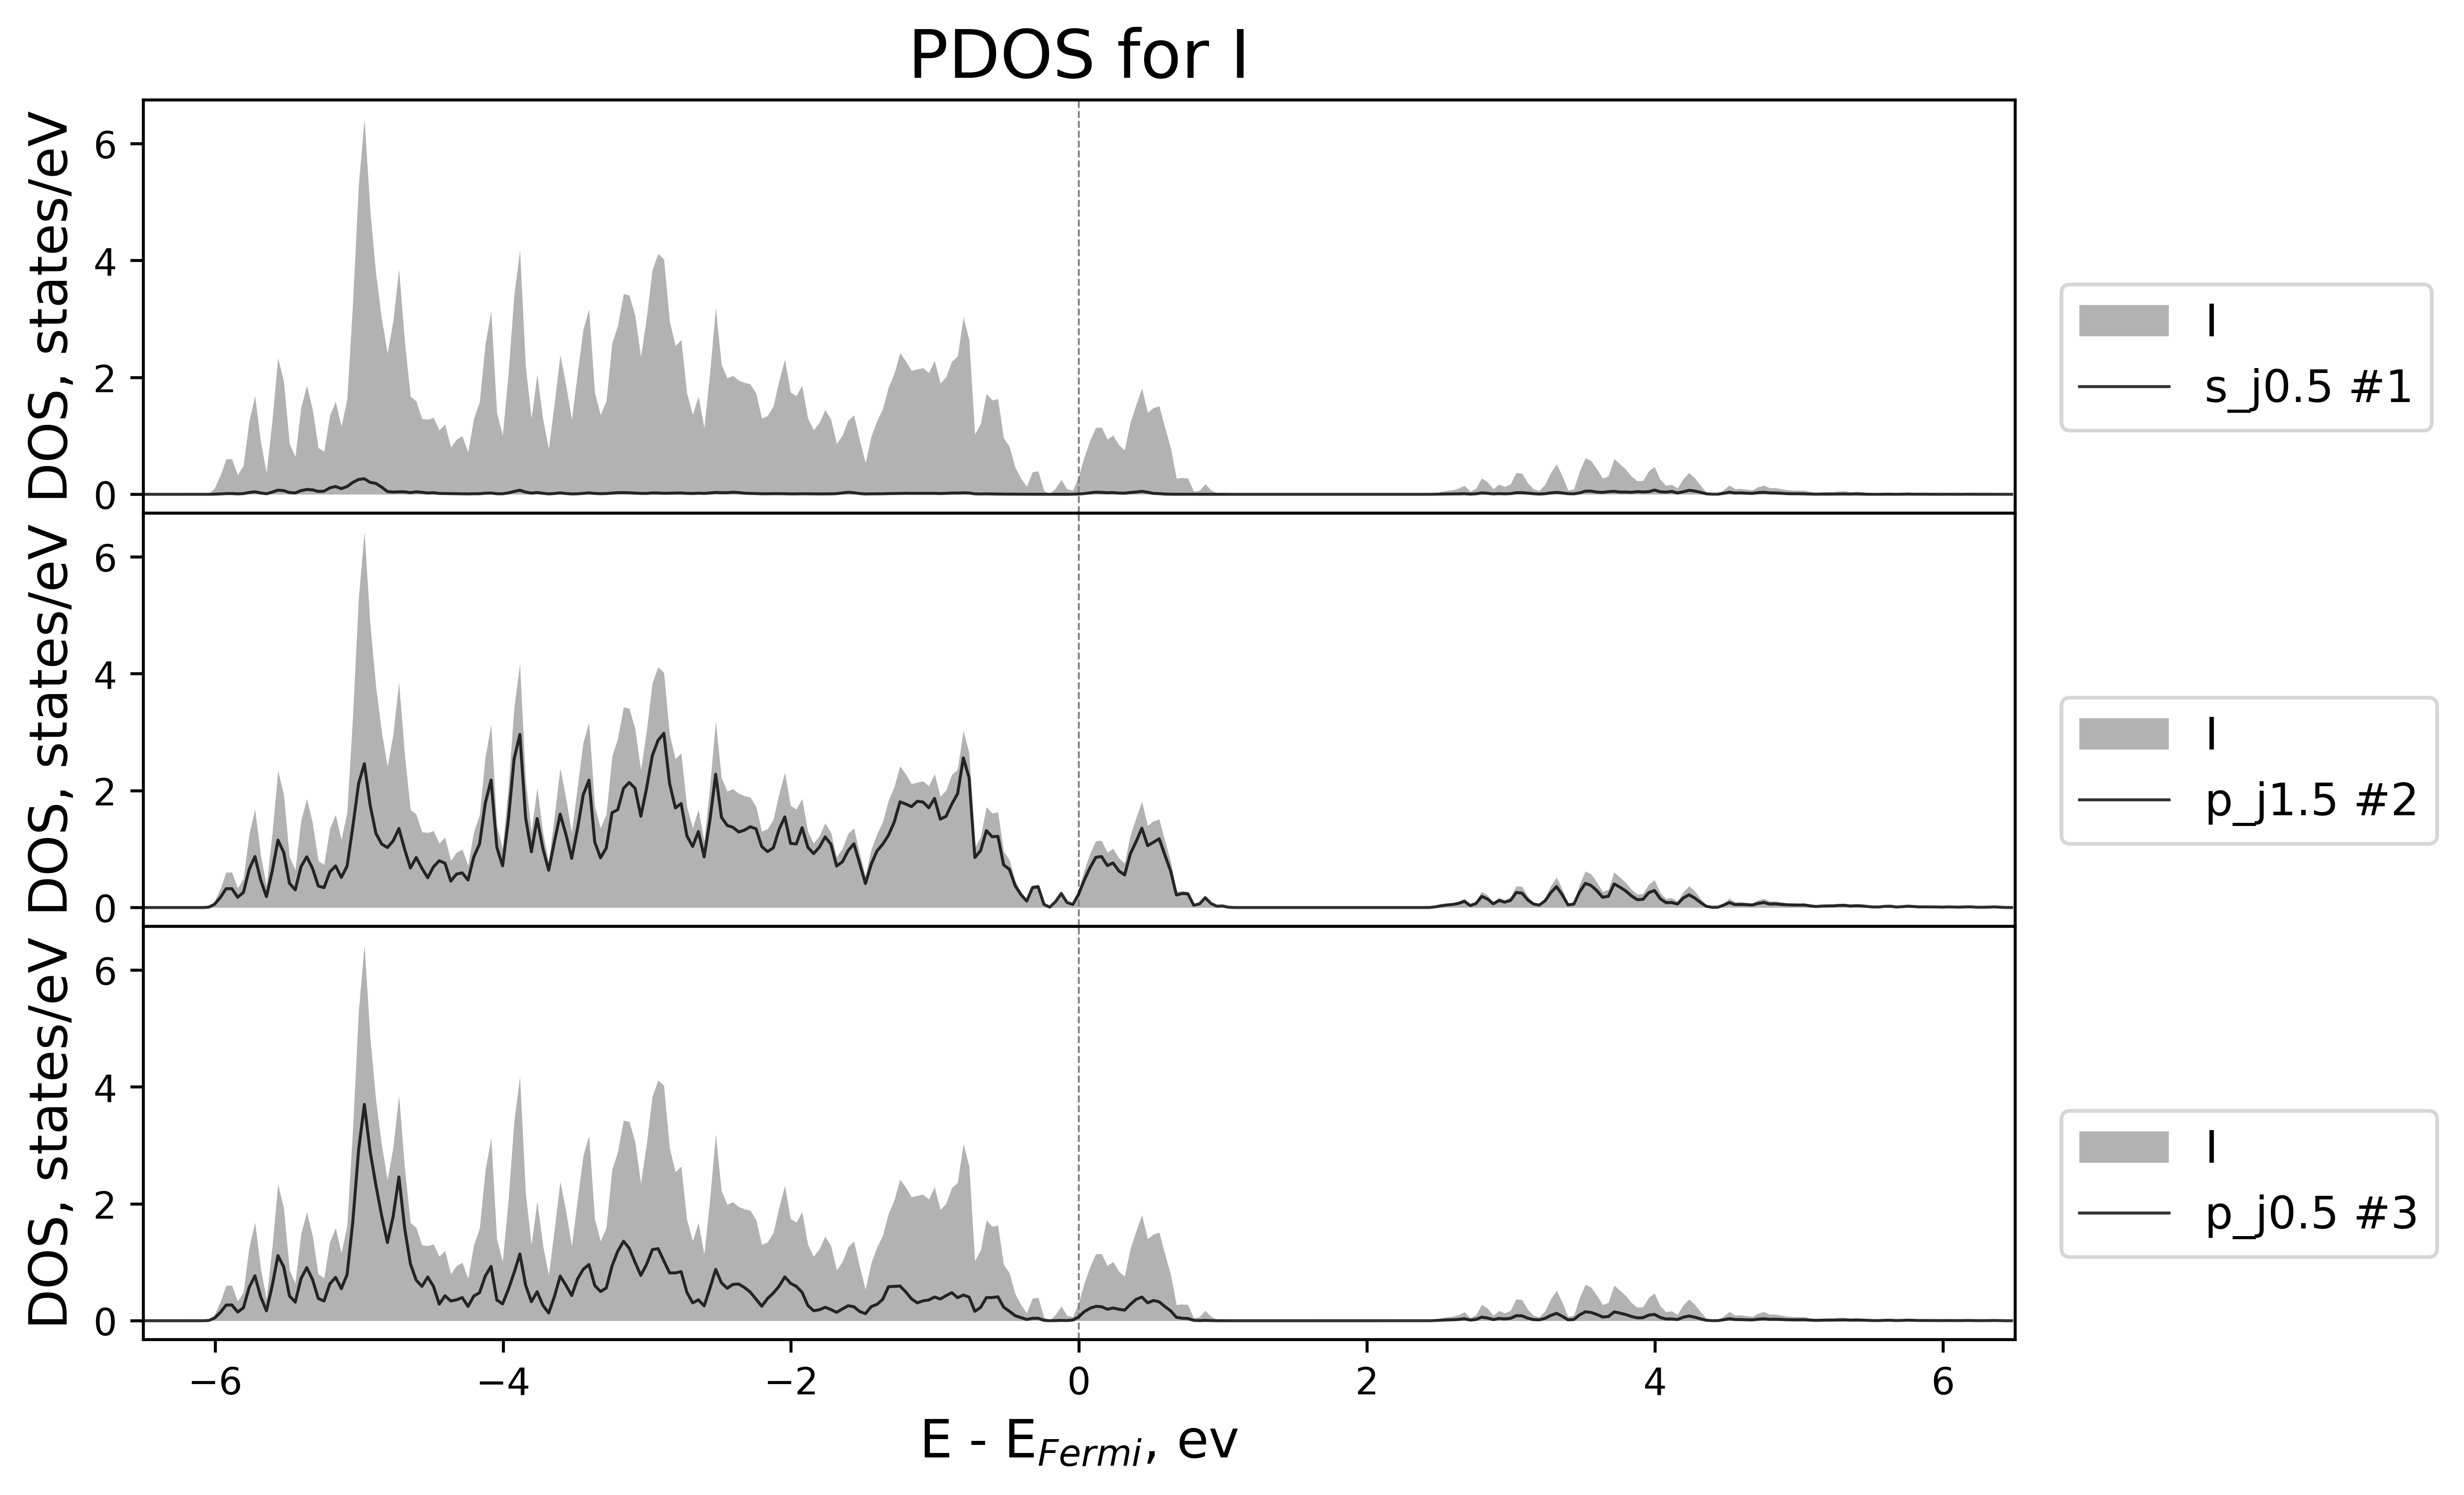 PDOS for I
DOS, states/eV
6
4
2
0
I
s_j0.5 #1
DOS, states/eV
6
4
2
0
I
p_j1.5 #2
DOS, states/eV
6
4
2
0
I
p_j0.5 #3
−6 −4 −2 0 2 4 6
E - E_Fermi, ev